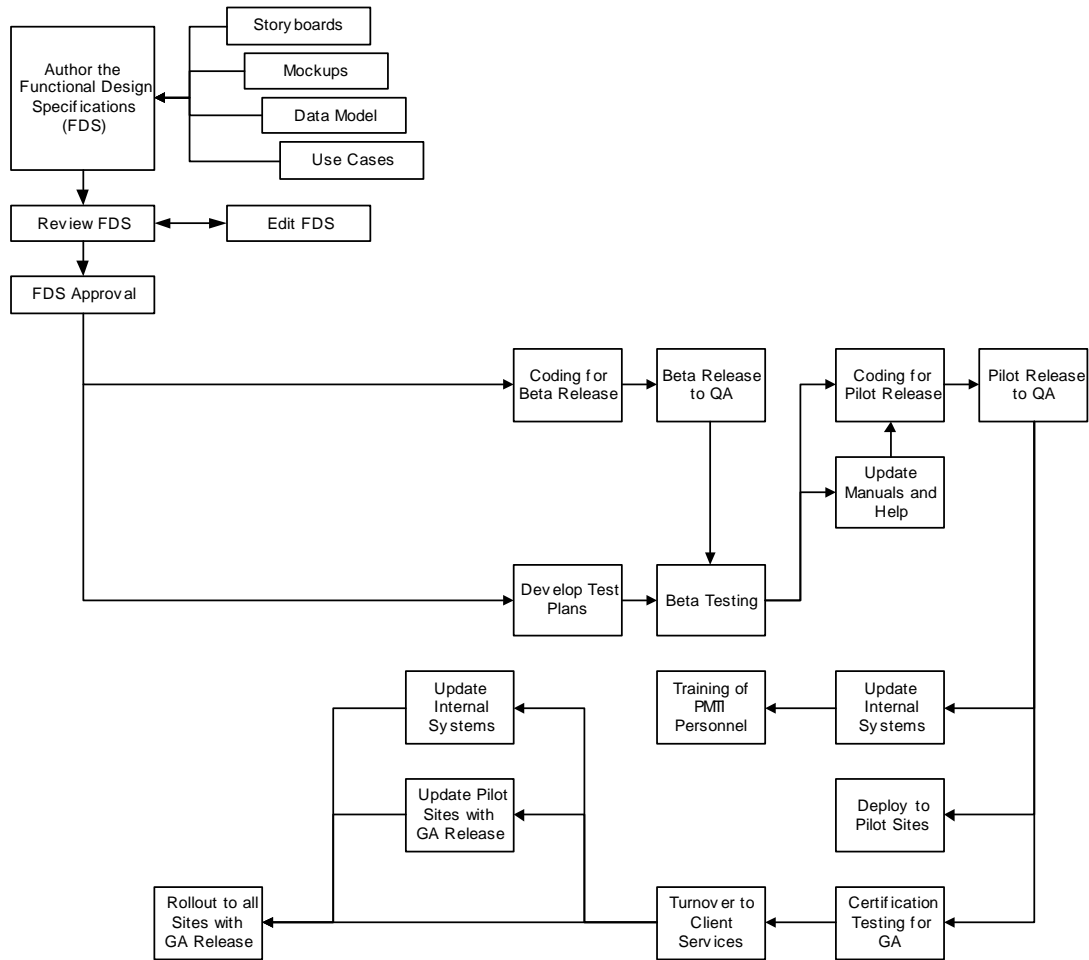 Storyboards
Author the
Functional Design
Specifications
(FDS)
Mockups
Data Model
Use Cases
Review FDS
Edit FDS
FDS Approval
Coding for
Beta Release
Beta Release
to QA
Coding for
Pilot Release
Pilot Release
to QA
Update
Manuals and
Help
Develop Test
Plans
Beta Testing
Update
Internal
Systems
Training of
PMTI
Personnel
Update
Internal
Systems
Update Pilot
Sites with
GA Release
Deploy to
Pilot Sites
Rollout to all
Sites with
GA Release
Turnover to
Client
Services
Certification
Testing for
GA